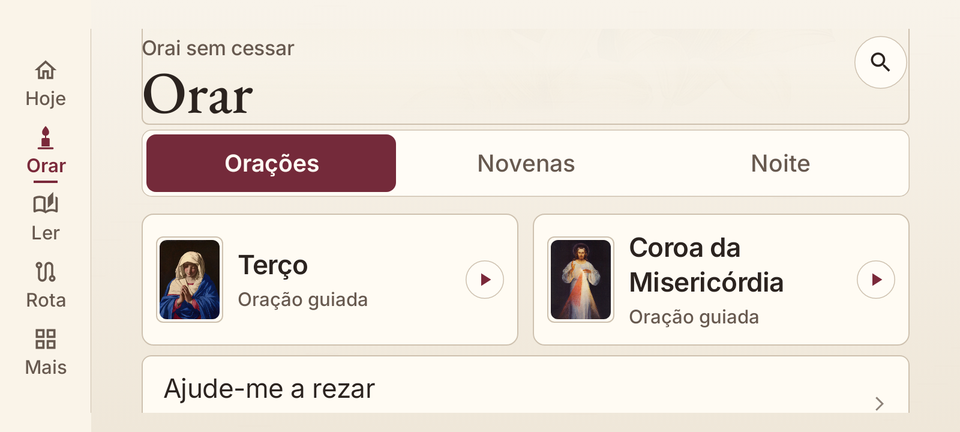 Hoje
Orar
Ler
Rota
Mais
Orai sem cessar
Orar
Orações
Novenas
Noite
Terço
Oração guiada
Coroa da
Misericórdia
Oração guiada
Ajude-me a rezar